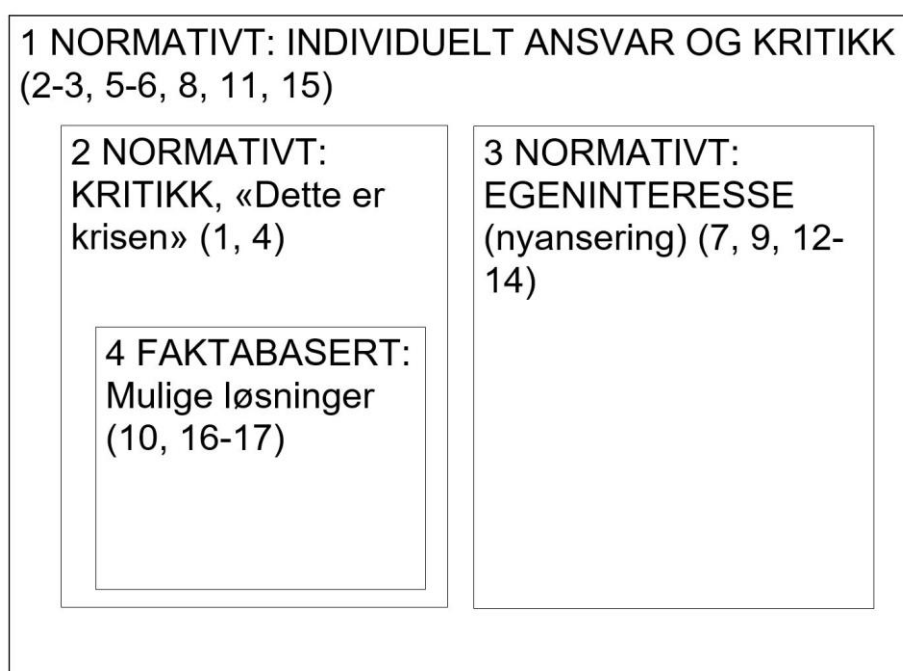 1 NORMATIVT: INDIVIDUELT ANSVAR OG KRITIKK
(2-3, 5-6, 8, 11, 15)
2 NORMATIVT:
KRITIKK, «Dette er
krisen» (1, 4)
4 FAKTABASERT:
Mulige løsninger
(10, 16-17)
3 NORMATIVT:
EGENINTERESSE
(nyansering) (7, 9, 12-
14)